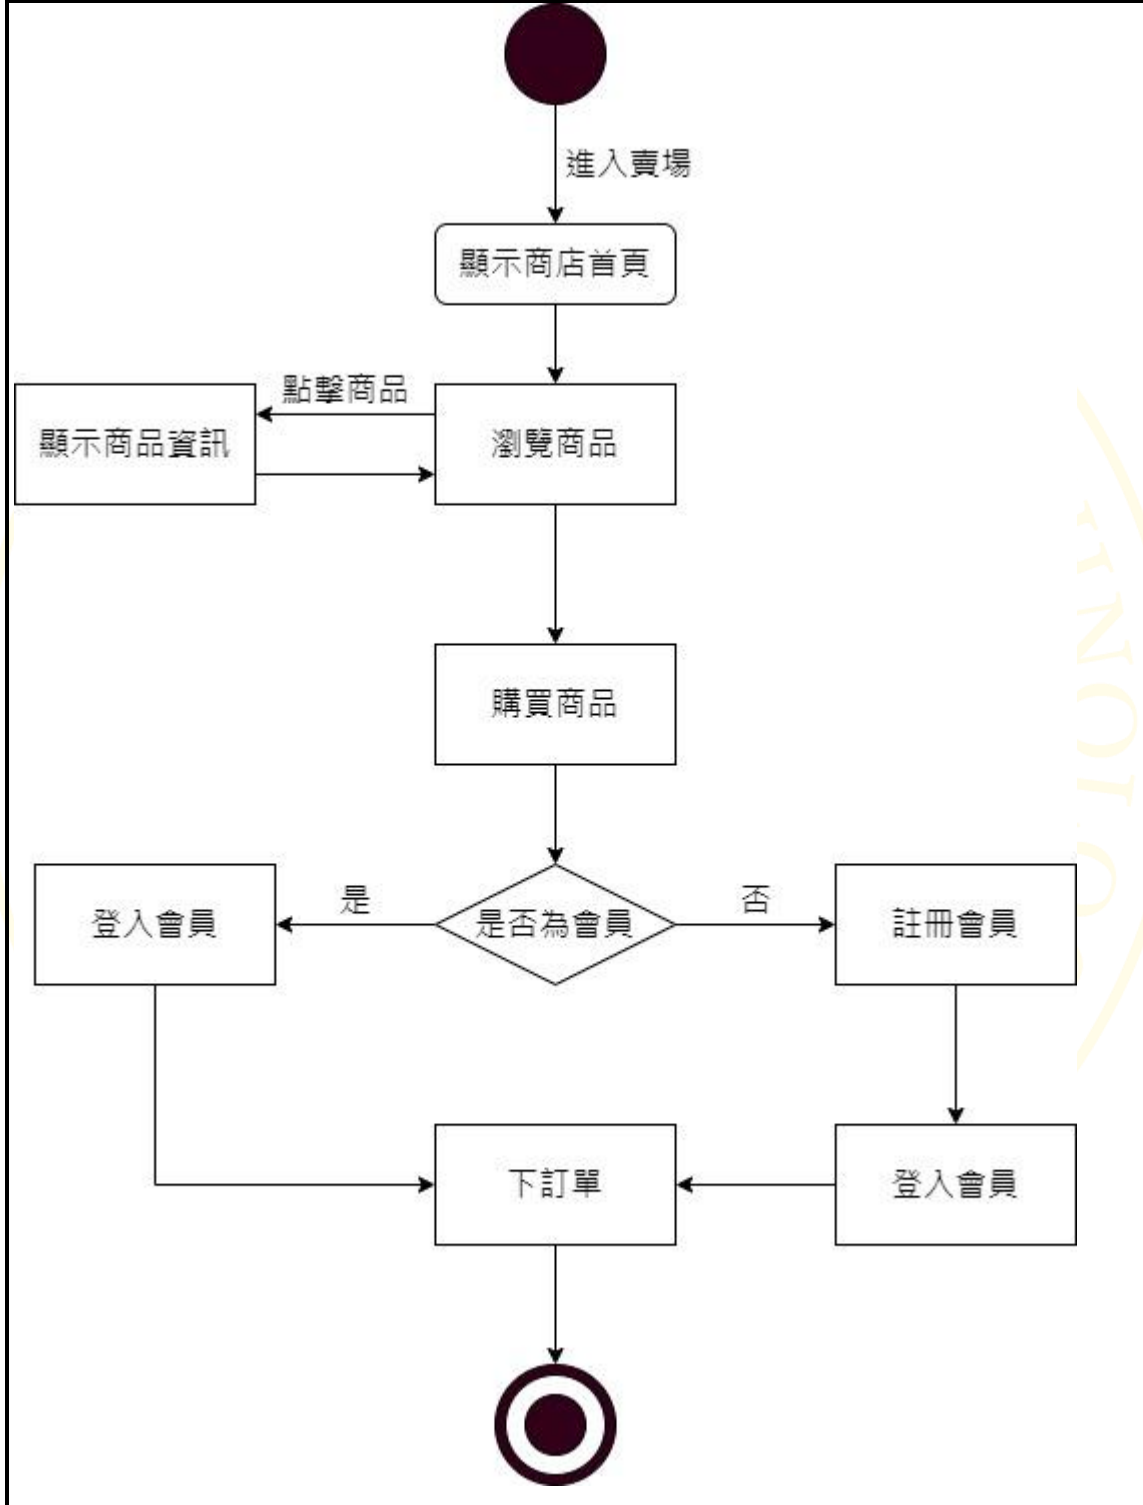 進入賣場
顯示商店首頁
點擊商品
顯示商品資訊
瀏覽商品
購買商品
登入會員
是
是否為會員
否
註冊會員
下訂單
登入會員